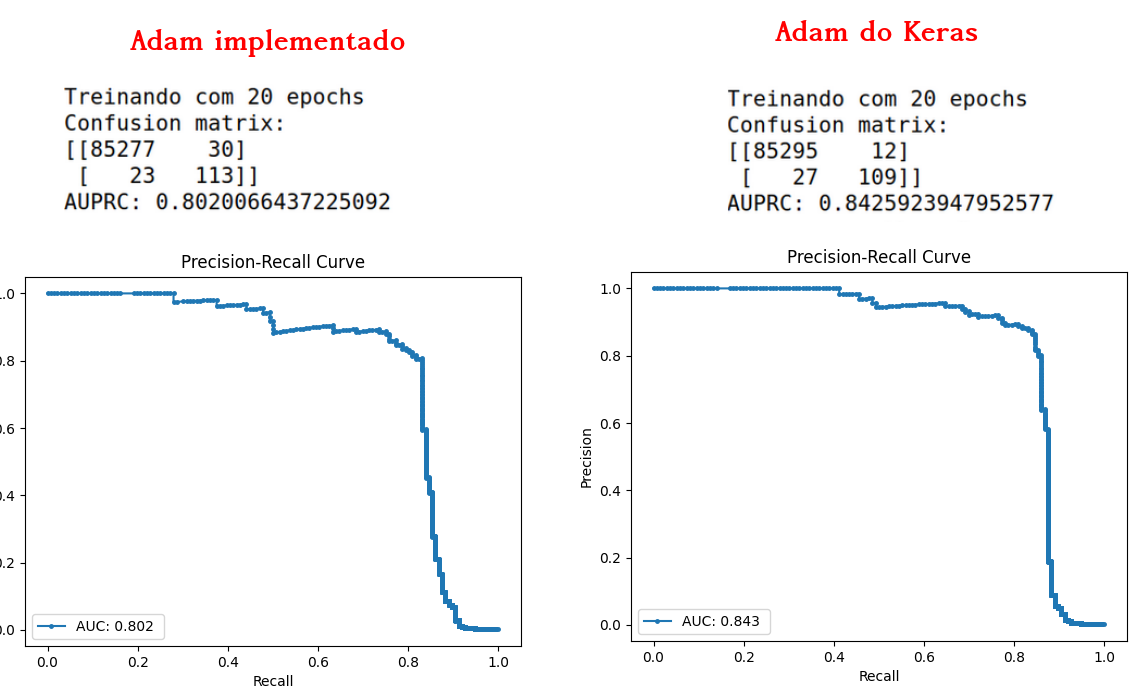 Adam implementado
Treinando com 20 epochs
Confusion matrix:
[[85277    30]
 [   23   113]]
AUPRC: 0.8020066437225092
Precision-Recall Curve
1.0
0.8
0.6
0.4
0.2
0.0
AUC: 0.802
0.0 0.2 0.4 0.6 0.8 1.0
Recall
Adam do Keras
Treinando com 20 epochs
Confusion matrix:
[[85295    12]
 [   27   109]]
AUPRC: 0.8425923947952577
Precision-Recall Curve
Precision
1.0
0.8
0.6
0.4
0.2
0.0
AUC: 0.843
0.0 0.2 0.4 0.6 0.8 1.0
Recall